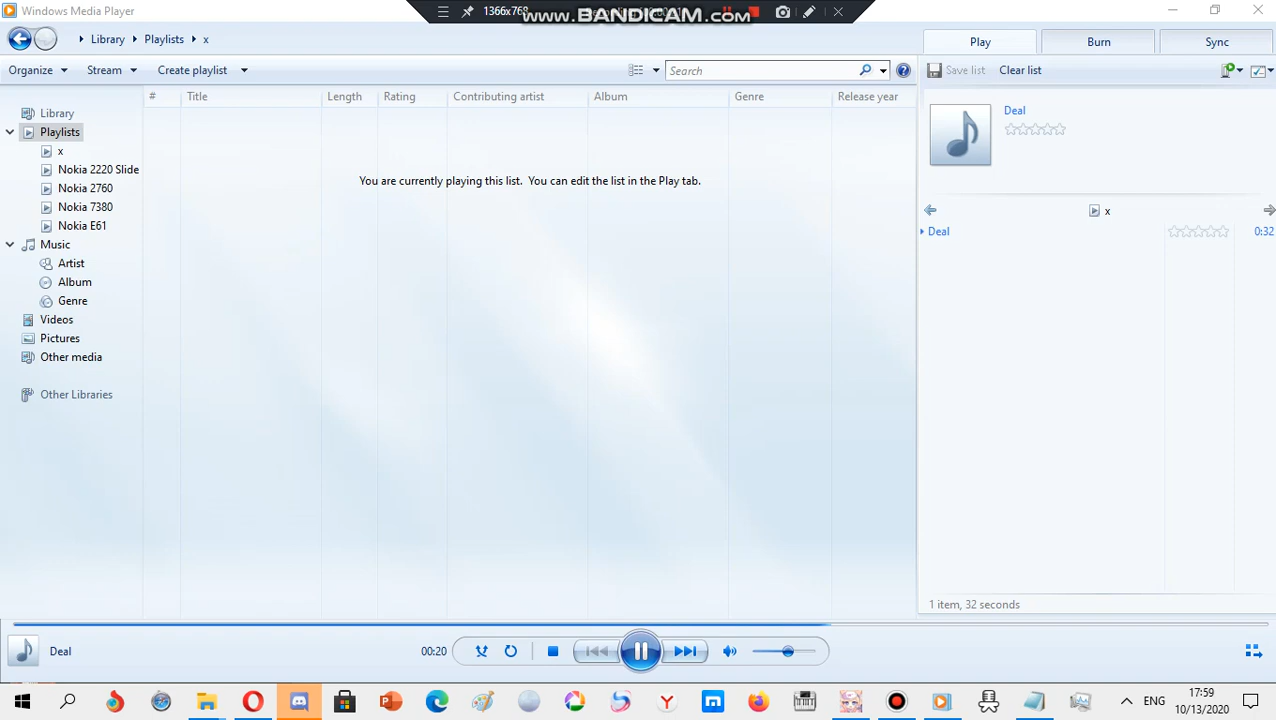 Windows Media Player
1366x768
www.BANDICAM.com
Library
Playlists
x
Play
Burn
Sync
Organize
Stream
Create playlist
Search
Save list
Clear list
#
Title
Length
Rating
Contributing artist
Album
Genre
Release year
Library
Playlists
x
Nokia 2220 Slide
Nokia 2760
Nokia 7380
Nokia E61
Music
Artist
Album
Genre
Videos
Pictures
Other media
Other Libraries
You are currently playing this list. You can edit the list in the Play tab.
Deal
x
Deal
0:32
1 item, 32 seconds
Deal
00:20
ENG
17:59
10/13/2020